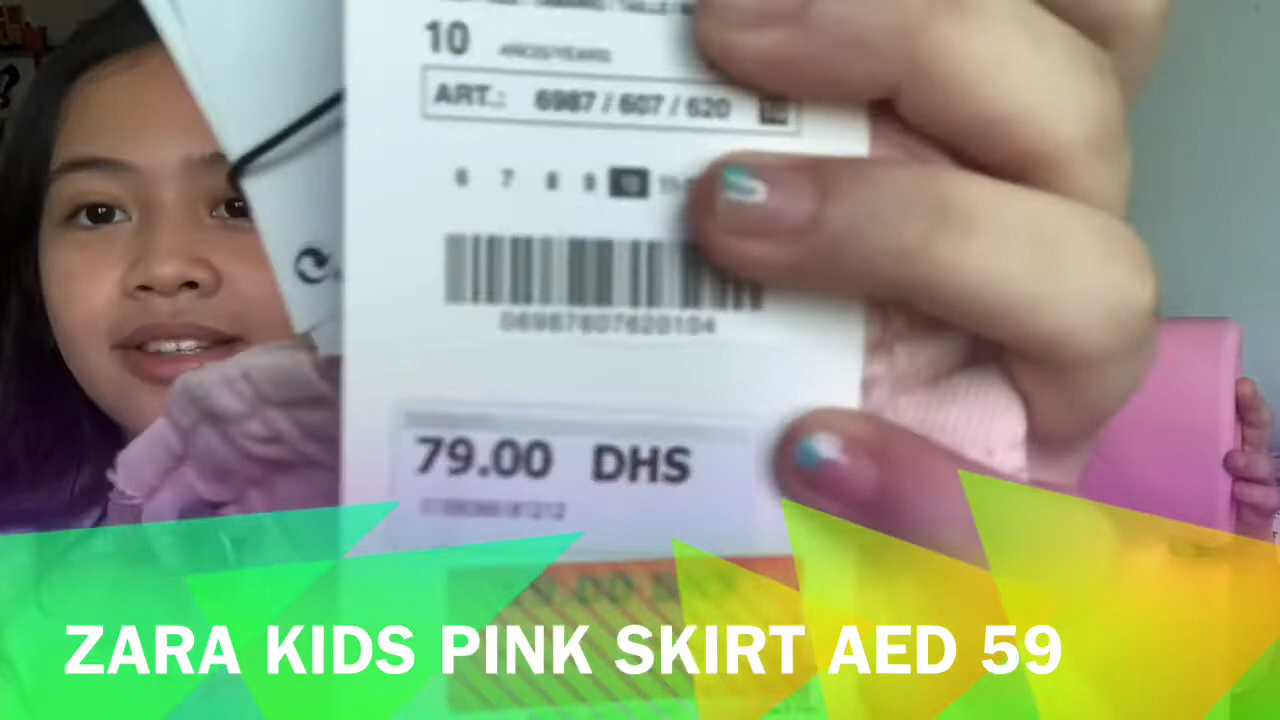 10
ART.: 6987 / 607 / 620
6 7 8 9 10
06987607620104
79.00 DHS
ZARA KIDS PINK SKIRT AED 59